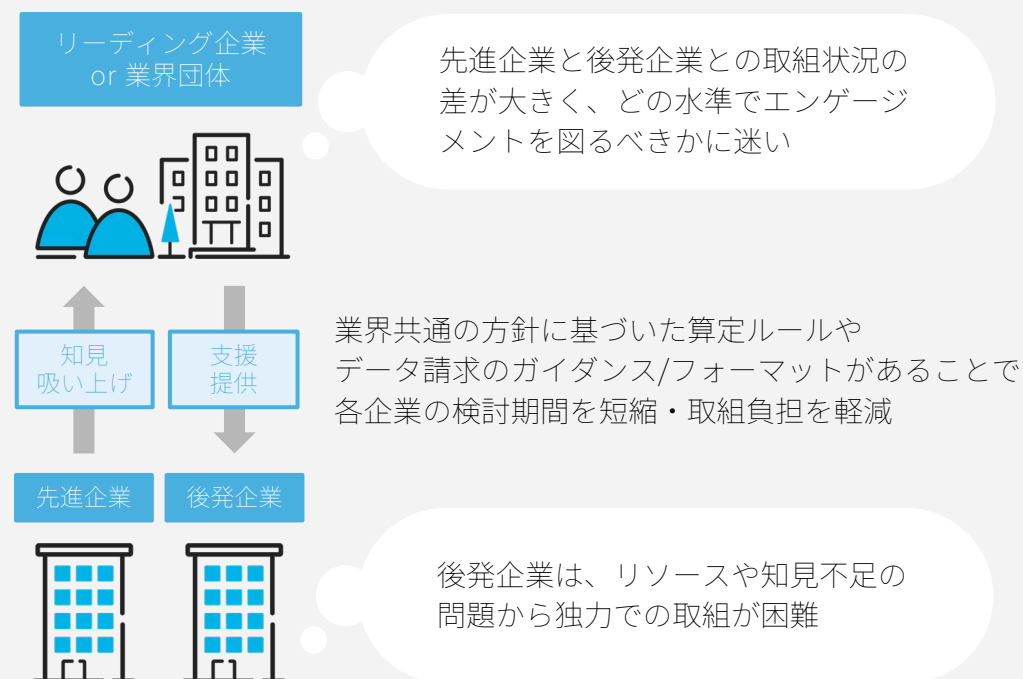 リーディング企業
or 業界団体
先進企業と後発企業との取組状況の
差が大きく、どの水準でエンゲージ
メントを図るべきかに迷い
知見
吸い上げ
支援
提供
業界共通の方針に基づいた算定ルールや
データ請求のガイダンス/フォーマットがあることで
各企業の検討期間を短縮・取組負担を軽減
先進企業
後発企業
後発企業は、リソースや知見不足の
問題から独力での取組が困難